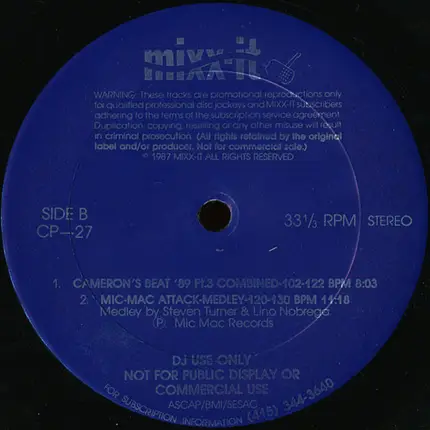 mixx-it
WARNING: These tracks are promotional reproductions only
for qualified professional disc jockeys and MIXX-IT subscribers
adhering to the terms of the subscription service agreement.
Duplication, copying, reselling or any other misuse will result
in criminal prosecution. (All rights retained by the original
label and/or producer. Not for commercial sale.)
© 1987 MIXX-IT ALL RIGHTS RESERVED
SIDE B
CP—27
33 1/3 RPM STEREO
1. CAMERON'S BEAT '89 Pt.3 COMBINED-102-122 BPM 8:03
2. MIC-MAC ATTACK-MEDLEY-120-130 BPM 11:18
Medley by Steven Turner & Lino Nobrega
(P) Mic Mac Records
DJ USE ONLY
NOT FOR PUBLIC DISPLAY OR
COMMERCIAL USE
ASCAP/BMI/SESAC
FOR SUBSCRIPTION INFORMATION (415) 344-3640